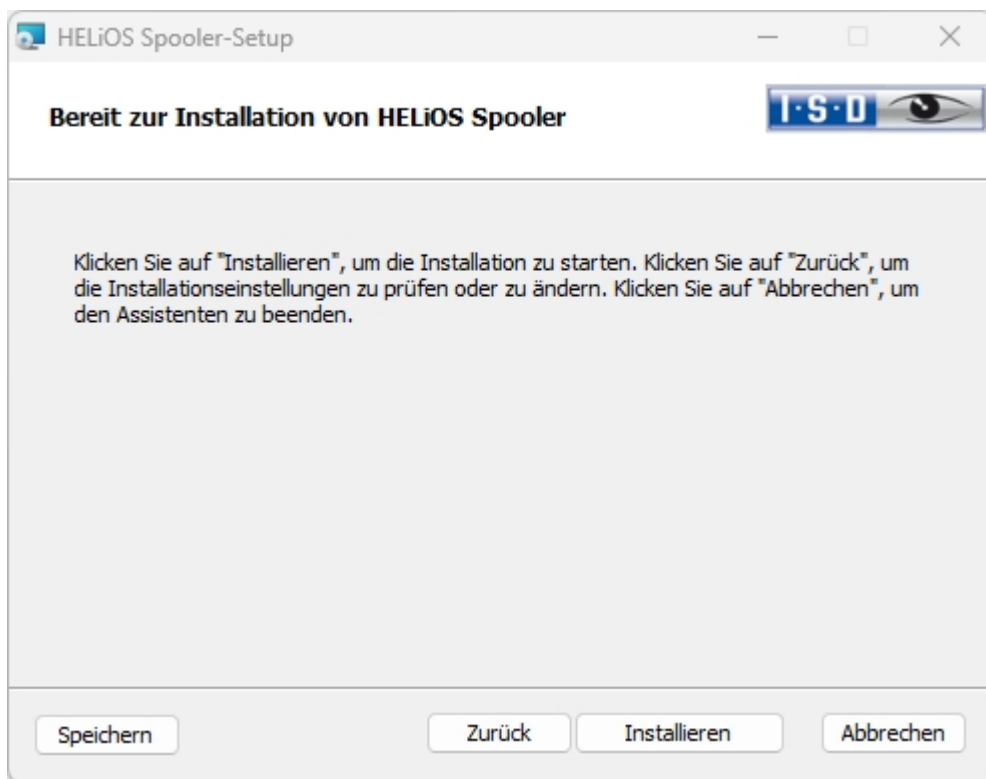 HELiOS Spooler-Setup
Bereit zur Installation von HELiOS Spooler
I·S·D
Klicken Sie auf "Installieren", um die Installation zu starten. Klicken Sie auf "Zurück", um
die Installationseinstellungen zu prüfen oder zu ändern. Klicken Sie auf "Abbrechen", um
den Assistenten zu beenden.
Speichern
Zurück
Installieren
Abbrechen